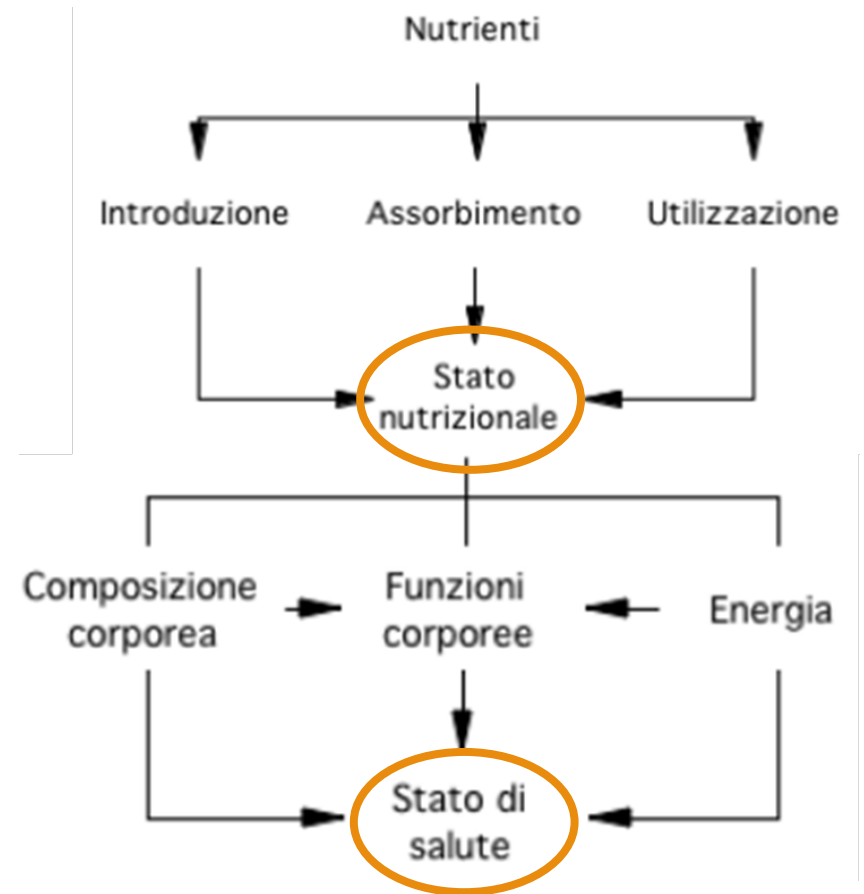 Nutrienti
Introduzione
Assorbimento
Utilizzazione
Stato
nutrizionale
Composizione
corporea
Funzioni
corporee
Energia
Stato di
salute